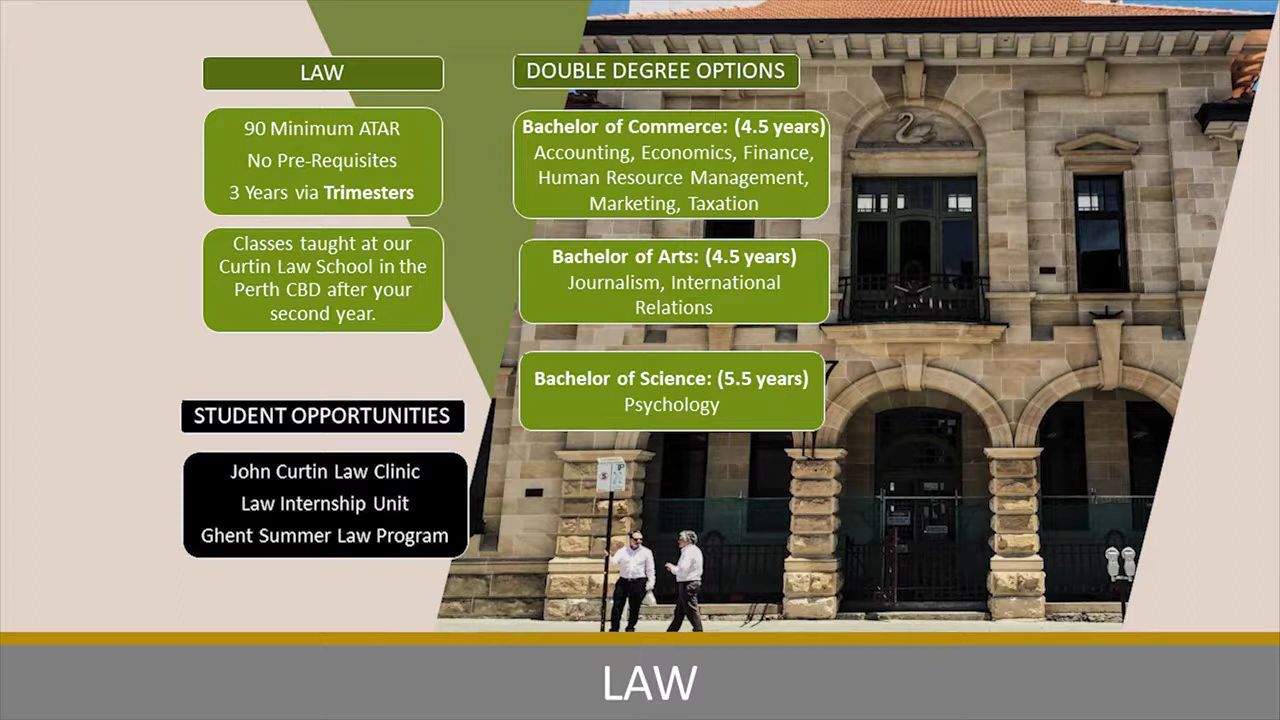 LAW
90 Minimum ATAR
No Pre-Requisites
3 Years via Trimesters
Classes taught at our
Curtin Law School in the
Perth CBD after your
second year.
STUDENT OPPORTUNITIES
John Curtin Law Clinic
Law Internship Unit
Ghent Summer Law Program
DOUBLE DEGREE OPTIONS
Bachelor of Commerce: (4.5 years)
Accounting, Economics, Finance,
Human Resource Management,
Marketing, Taxation
Bachelor of Arts: (4.5 years)
Journalism, International
Relations
Bachelor of Science: (5.5 years)
Psychology
LAW